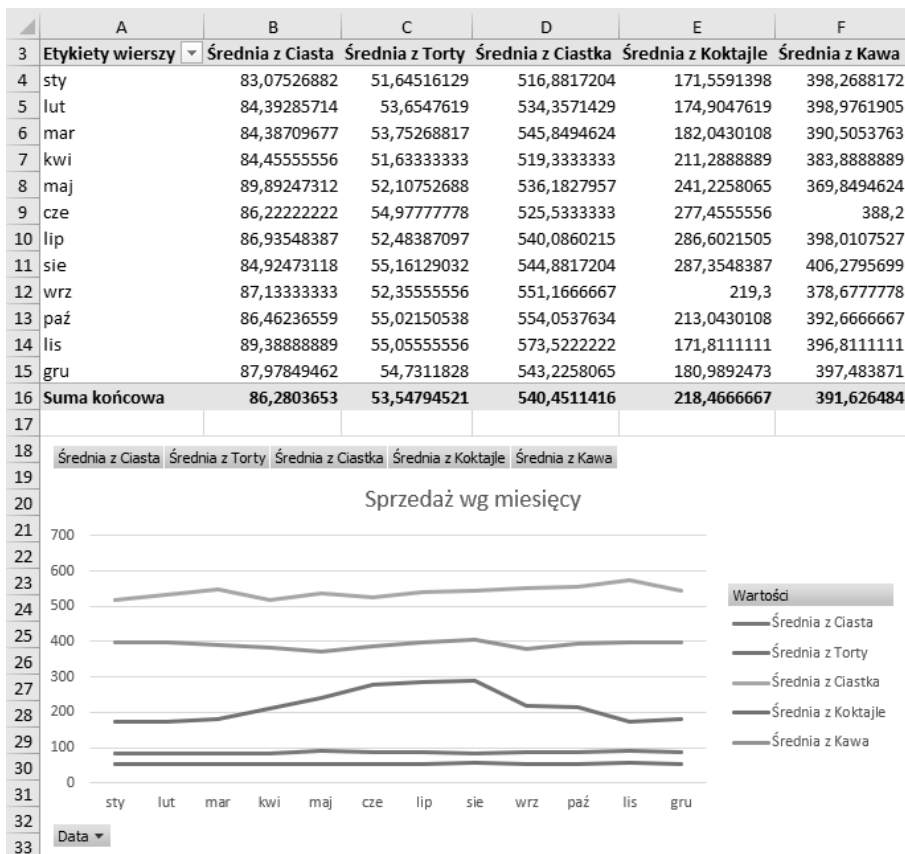 A B C D E F
3 Etykiety wierszy Średnia z Ciasta Średnia z Torty Średnia z Ciastka Średnia z Koktajle Średnia z Kawa
4 sty 83,07526882 51,64516129 516,8817204 171,5591398 398,2688172
5 lut 84,39285714 53,6547619 534,3571429 174,9047619 398,9761905
6 mar 84,38709677 53,75268817 545,8494624 182,0430108 390,5053763
7 kwi 84,45555556 51,63333333 519,3333333 211,2888889 383,8888889
8 maj 89,89247312 52,10752688 536,1827957 241,2258065 369,8494624
9 cze 86,22222222 54,97777778 525,5333333 277,4555556 388,2
10 lip 86,93548387 52,48387097 540,0860215 286,6021505 398,0107527
11 sie 84,92473118 55,16129032 544,8817204 287,3548387 406,2795699
12 wrz 87,13333333 52,35555556 551,1666667 219,3 378,6777778
13 paź 86,46236559 55,02150538 554,0537634 213,0430108 392,6666667
14 lis 89,38888889 55,05555556 573,5222222 171,8111111 396,8111111
15 gru 87,97849462 54,7311828 543,2258065 180,9892473 397,483871
16 Suma końcowa 86,2803653 53,54794521 540,4511416 218,4666667 391,626484
17
18 Średnia z Ciasta Średnia z Torty Średnia z Ciastka Średnia z Koktajle Średnia z Kawa
19
20 Sprzedaż wg miesięcy
21 700
22
23 600
24 500
25 400
26
27 300
28 200
29
30 100
31 0
32
33
Wartości
Średnia z Ciasta
Średnia z Torty
Średnia z Ciastka
Średnia z Koktajle
Średnia z Kawa
sty lut mar kwi maj cze lip sie wrz paź lis gru
Data